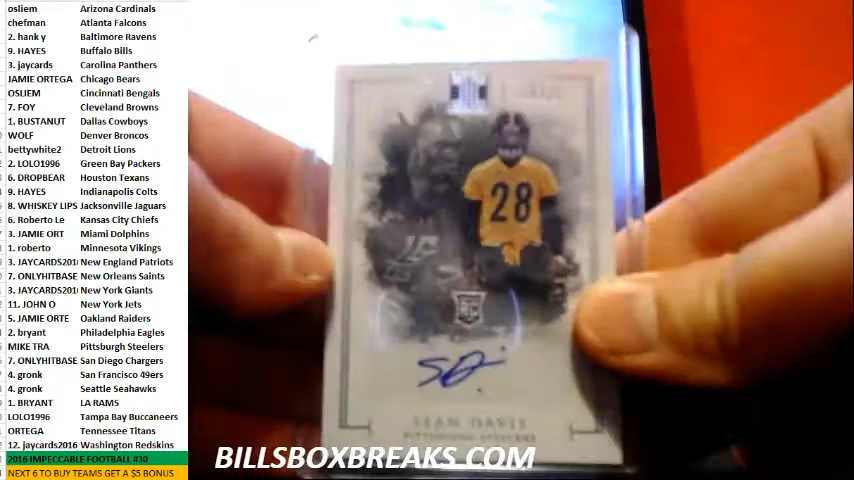 osliem Arizona Cardinals
chefman Atlanta Falcons
2. hank y Baltimore Ravens
9. HAYES Buffalo Bills
3. jaycards Carolina Panthers
JAMIE ORTEGA Chicago Bears
OSLIEM Cincinnati Bengals
7. FOY Cleveland Browns
1. BUSTANUT Dallas Cowboys
WOLF Denver Broncos
bettywhite2 Detroit Lions
2. LOLO1996 Green Bay Packers
6. DROPBEAR Houston Texans
9. HAYES Indianapolis Colts
8. WHISKEY LIPS Jacksonville Jaguars
6. Roberto Le Kansas City Chiefs
3. JAMIE ORT Miami Dolphins
1. roberto Minnesota Vikings
3. JAYCARDS201 New England Patriots
7. ONLYHITBASE New Orleans Saints
3. JAYCARDS201 New York Giants
11. JOHN O New York Jets
5. JAMIE ORTE Oakland Raiders
2. bryant Philadelphia Eagles
MIKE TRA Pittsburgh Steelers
7. ONLYHITBASE San Diego Chargers
4. gronk San Francisco 49ers
4. gronk Seattle Seahawks
1. BRYANT LA RAMS
LOLO1996 Tampa Bay Buccaneers
ORTEGA Tennessee Titans
12. jaycards2016 Washington Redskins
2016 IMPECCABLE FOOTBALL #30
NEXT 6 TO BUY TEAMS GET A $5 BONUS
28
SEAN DAVIS
PITTSBURGH STEELERS
BILLSBOXBREAKS.COM